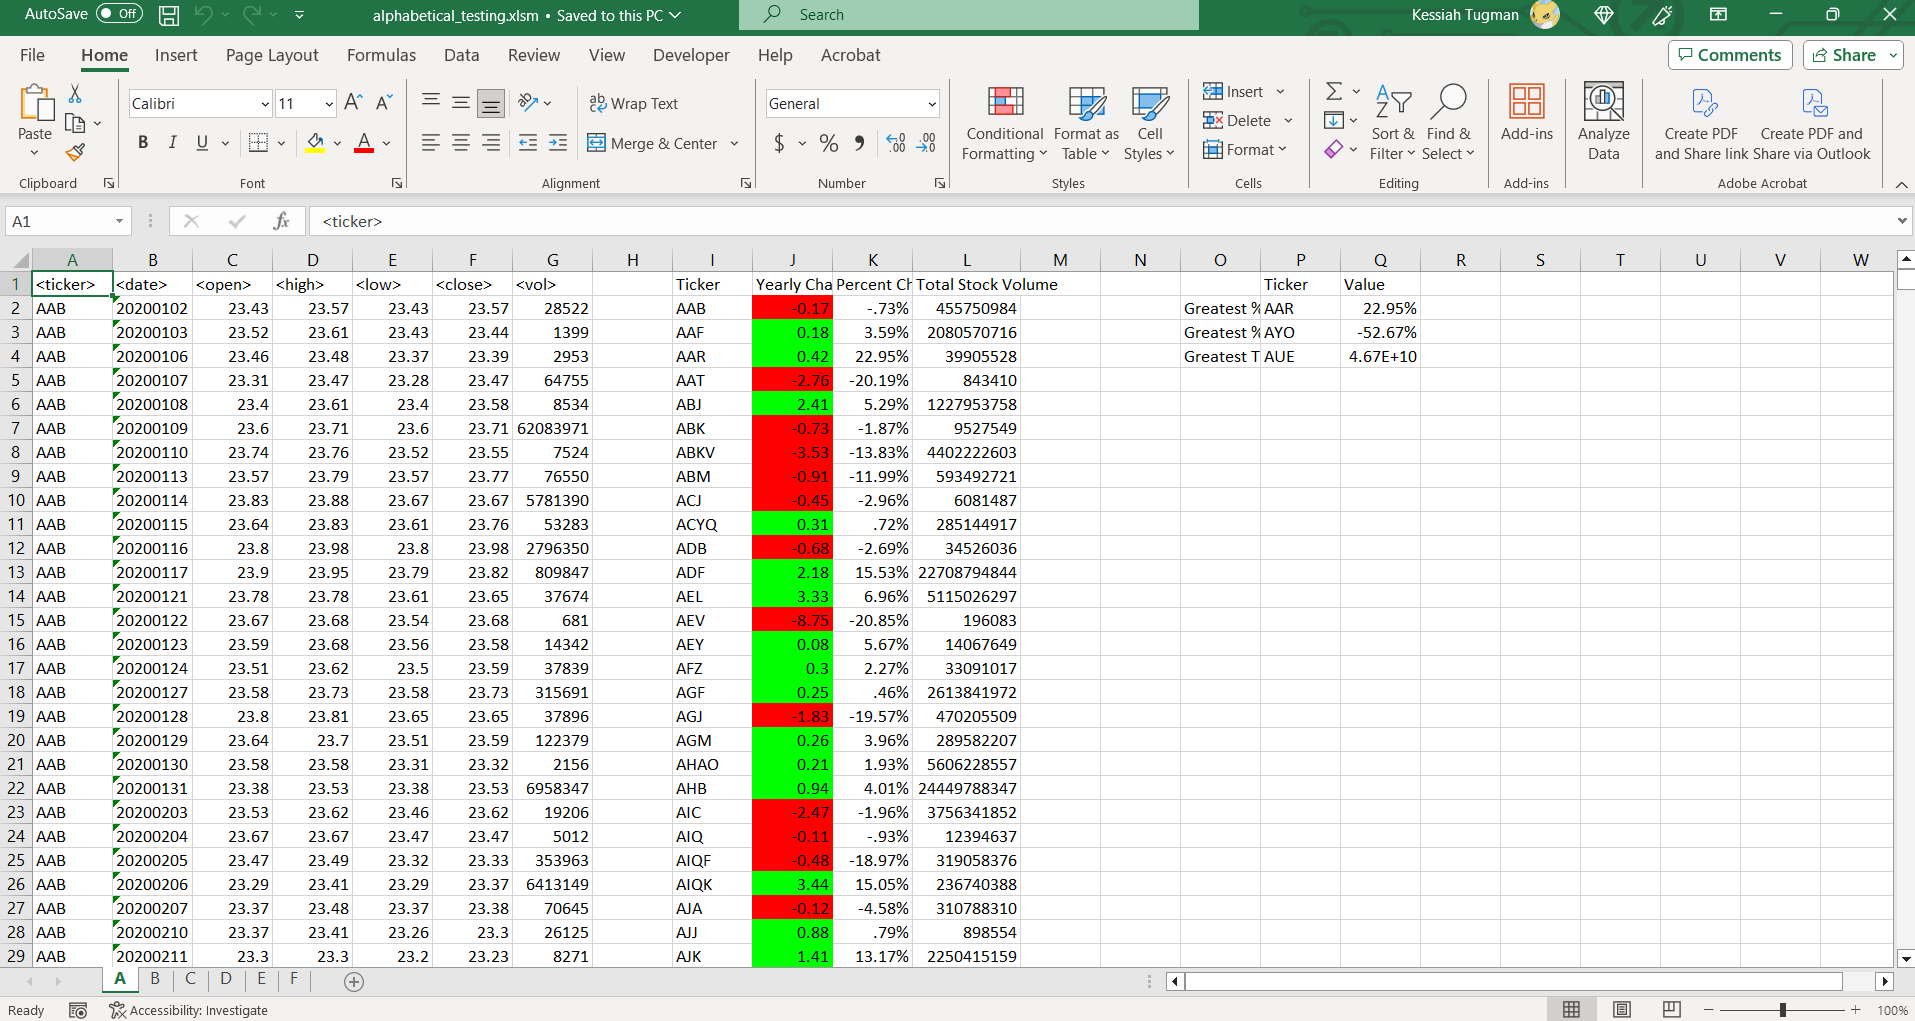 AutoSave Off alphabetical_testing.xlsm • Saved to this PC Search Kessiah Tugman
File Home Insert Page Layout Formulas Data Review View Developer Help Acrobat Comments Share
Calibri 11 Wrap Text General Insert
Paste Conditional Formatting Format as Table Cell Styles Delete Sort & Filter Find & Select Add-ins Analyze Data Create PDF and Share link Create PDF and Share via Outlook
B I U A Merge & Center $ % Format
Clipboard Font Alignment Number Styles Cells Editing Add-ins Adobe Acrobat
A1 fx <ticker>
A B C D E F G H I J K L M N O P Q R S T U V W
1 <ticker> <date> <open> <high> <low> <close> <vol> Ticker Yearly Cha Percent Ch Total Stock Volume Ticker Value
2 AAB 20200102 23.43 23.57 23.43 23.57 28522 AAB -0.17 -.73% 455750984 Greatest % AAR 22.95%
3 AAB 20200103 23.52 23.61 23.43 23.44 1399 AAF 0.18 3.59% 2080570716 Greatest % AYO -52.67%
4 AAB 20200106 23.46 23.48 23.37 23.39 2953 AAR 0.42 22.95% 39905528 Greatest T AUE 4.67E+10
5 AAB 20200107 23.31 23.47 23.28 23.47 64755 AAT -2.76 -20.19% 843410
6 AAB 20200108 23.4 23.61 23.4 23.58 8534 ABJ 2.41 5.29% 1227953758
7 AAB 20200109 23.6 23.71 23.6 23.71 62083971 ABK -0.73 -1.87% 9527549
8 AAB 20200110 23.74 23.76 23.52 23.55 7524 ABKV -3.53 -13.83% 4402222603
9 AAB 20200113 23.57 23.79 23.57 23.77 76550 ABM -0.91 -11.99% 593492721
10 AAB 20200114 23.83 23.88 23.67 23.67 5781390 ACJ -0.45 -2.96% 6081487
11 AAB 20200115 23.64 23.83 23.61 23.76 53283 ACYQ 0.31 .72% 285144917
12 AAB 20200116 23.8 23.98 23.8 23.98 2796350 ADB -0.68 -2.69% 34526036
13 AAB 20200117 23.9 23.95 23.79 23.82 809847 ADF 2.18 15.53% 22708794844
14 AAB 20200121 23.78 23.78 23.61 23.65 37674 AEL 3.33 6.96% 5115026297
15 AAB 20200122 23.67 23.68 23.54 23.68 681 AEV -8.75 -20.85% 196083
16 AAB 20200123 23.59 23.68 23.56 23.58 14342 AEY 0.08 5.67% 14067649
17 AAB 20200124 23.51 23.62 23.5 23.59 37839 AFZ 0.3 2.27% 33091017
18 AAB 20200127 23.58 23.73 23.58 23.73 315691 AGF 0.25 .46% 2613841972
19 AAB 20200128 23.8 23.81 23.65 23.65 37896 AGJ -1.83 -19.57% 470205509
20 AAB 20200129 23.64 23.7 23.51 23.59 122379 AGM 0.26 3.96% 289582207
21 AAB 20200130 23.58 23.58 23.31 23.32 2156 AHAO 0.21 1.93% 5606228557
22 AAB 20200131 23.38 23.53 23.38 23.53 6958347 AHB 0.94 4.01% 24449788347
23 AAB 20200203 23.53 23.62 23.46 23.62 19206 AIC -2.47 -1.96% 3756341852
24 AAB 20200204 23.67 23.67 23.47 23.47 5012 AIQ -0.11 -.93% 12394637
25 AAB 20200205 23.47 23.49 23.32 23.33 353963 AIQF -0.48 -18.97% 319058376
26 AAB 20200206 23.29 23.41 23.29 23.37 6413149 AIQK 3.44 15.05% 236740388
27 AAB 20200207 23.37 23.48 23.37 23.38 70645 AJA -0.12 -4.58% 310788310
28 AAB 20200210 23.37 23.41 23.26 23.3 26125 AJJ 0.88 .79% 898554
29 AAB 20200211 23.3 23.3 23.2 23.23 8271 AJK 1.41 13.17% 2250415159
A B C D E F
Ready Accessibility: Investigate 100%